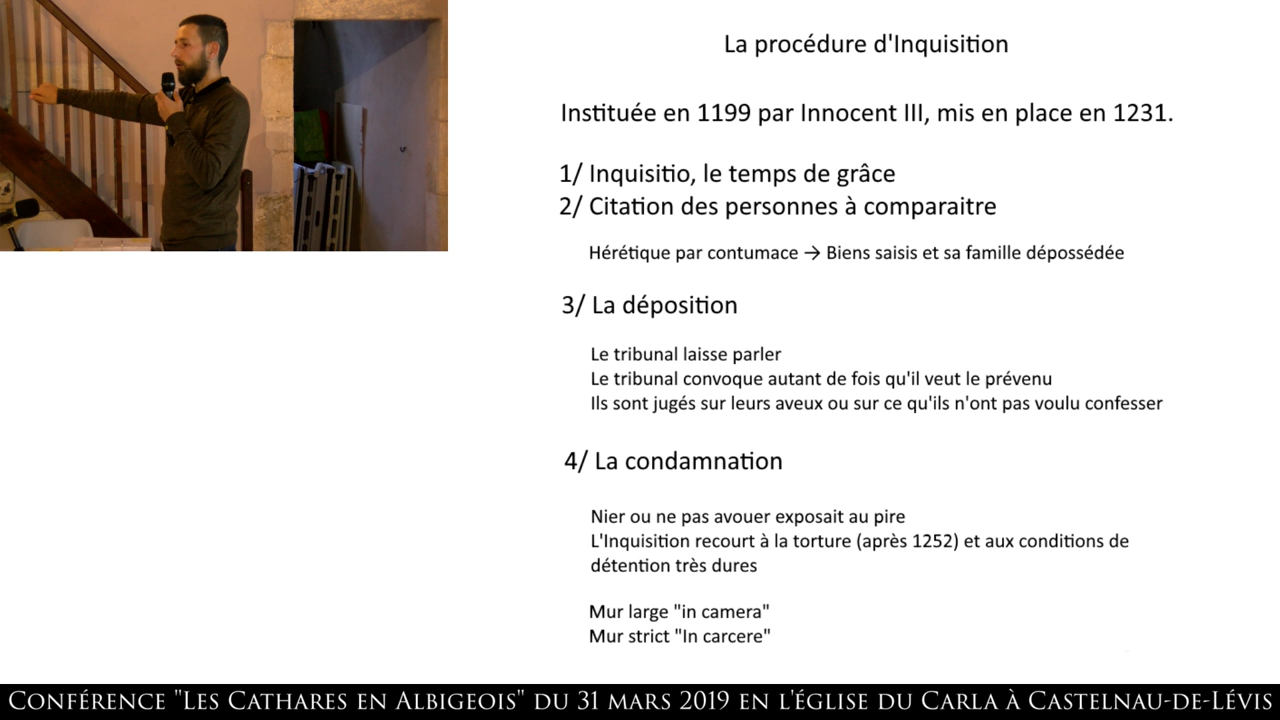 La procédure d'Inquisition
Instituée en 1199 par Innocent III, mis en place en 1231.
1/ Inquisitio, le temps de grâce
2/ Citation des personnes à comparaitre
Hérétique par contumace → Biens saisis et sa famille dépossédée
3/ La déposition
Le tribunal laisse parler
Le tribunal convoque autant de fois qu'il veut le prévenu
Ils sont jugés sur leurs aveux ou sur ce qu'ils n'ont pas voulu confesser
4/ La condamnation
Nier ou ne pas avouer exposait au pire
L'Inquisition recourt à la torture (après 1252) et aux conditions de
détention très dures
Mur large "in camera"
Mur strict "In carcere"
Conférence "Les Cathares en Albigeois" du 31 mars 2019 en l'église du Carla à Castelnau-de-Lévis